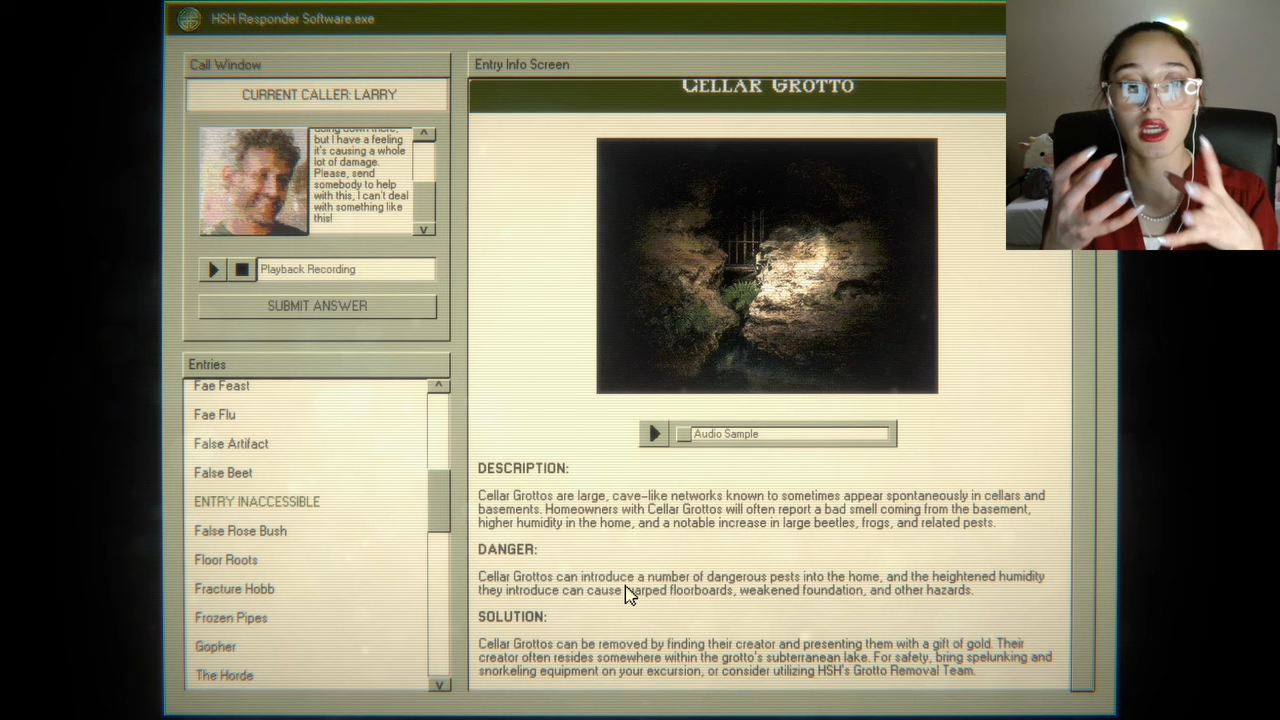 HSH Responder Software.exe
Call Window
CURRENT CALLER: LARRY
going down there,
but I have a feeling
it's causing a whole
lot of damage.
Please, send
somebody to help
with this, I can't deal
with something like
this!
Playback Recording
SUBMIT ANSWER
Entries
Fae Feast
Fae Flu
False Artifact
False Beet
ENTRY INACCESSIBLE
False Rose Bush
Floor Roots
Fracture Hobb
Frozen Pipes
Gopher
The Horde
Entry Info Screen
CELLAR GROTTO
Audio Sample
DESCRIPTION:
Cellar Grottos are large, cave-like networks known to sometimes appear spontaneously in cellars and
basements. Homeowners with Cellar Grottos will often report a bad smell coming from the basement,
higher humidity in the home, and a notable increase in large beetles, frogs, and related pests.
DANGER:
Cellar Grottos can introduce a number of dangerous pests into the home, and the heightened humidity
they introduce can cause warped floorboards, weakened foundation, and other hazards.
SOLUTION:
Cellar Grottos can be removed by finding their creator and presenting them with a gift of gold. Their
creator often resides somewhere within the grotto's subterranean lake. For safety, bring spelunking and
snorkeling equipment on your excursion, or consider utilizing HSH's Grotto Removal Team.